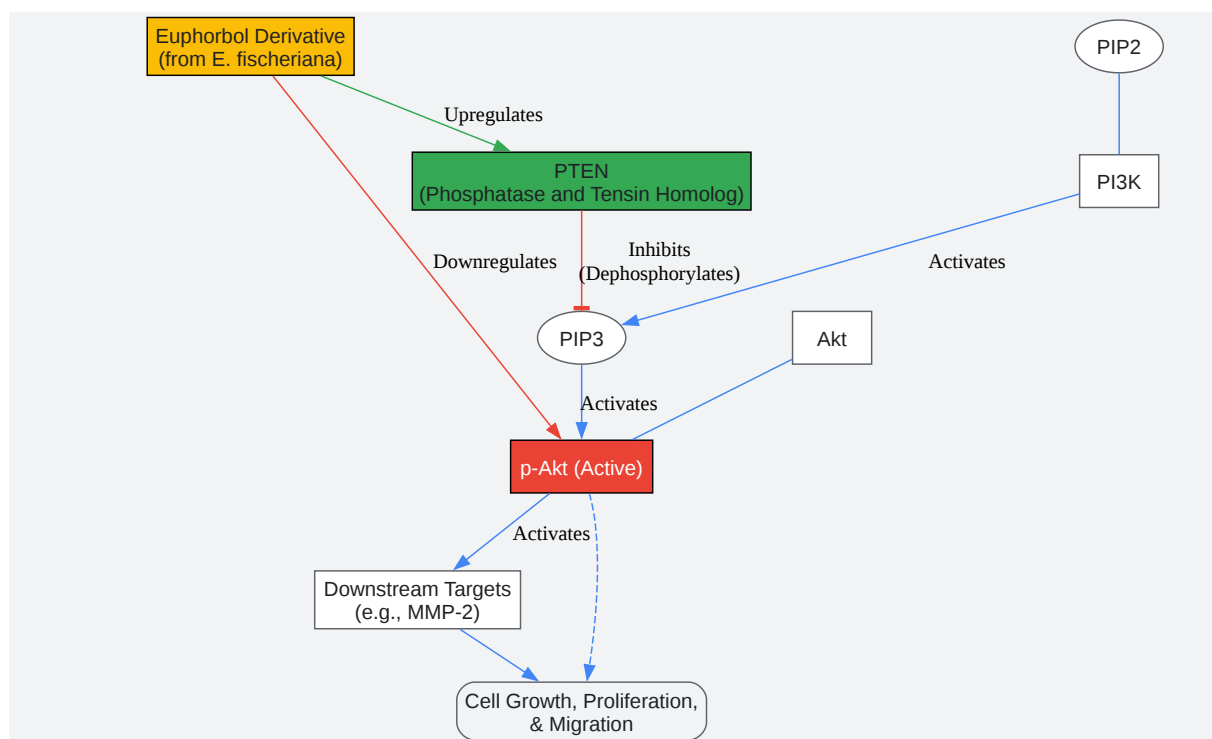 Euphorbol Derivative
(from E. fischeriana)
PIP2
Upregulates
PTEN
(Phosphatase and Tensin Homolog)
PI3K
Downregulates
Inhibits
(Dephosphorylates)
Activates
PIP3
Akt
Activates
p-Akt (Active)
Activates
Downstream Targets
(e.g., MMP-2)
Cell Growth, Proliferation,
& Migration